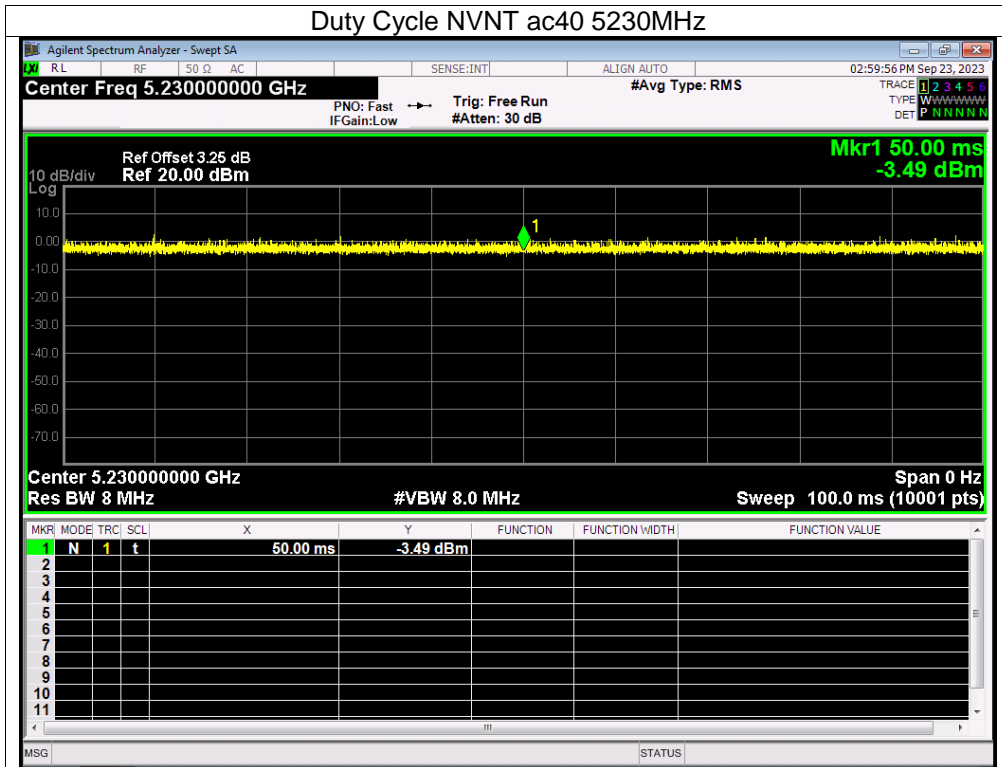 Duty Cycle NVNT ac40 5230MHz
Agilent Spectrum Analyzer - Swept SA
LXI RL RF 50 Ω AC SENSE:INT ALIGN AUTO 02:59:56 PM Sep 23, 2023
Center Freq 5.230000000 GHz #Avg Type: RMS TRACE 1 2 3 4 5 6
PNO: Fast Trig: Free Run TYPE WWWWWW
IFGain:Low #Atten: 30 dB DET P N N N N N
Mkr1 50.00 ms
Ref Offset 3.25 dB
10 dB/div Ref 20.00 dBm -3.49 dBm
Log
10.0
1
0.00
-10.0
-20.0
-30.0
-40.0
-50.0
-60.0
-70.0
Center 5.230000000 GHz Span 0 Hz
Res BW 8 MHz #VBW 8.0 MHz Sweep 100.0 ms (10001 pts)
MKR MODE TRC SCL X Y FUNCTION FUNCTION WIDTH FUNCTION VALUE
1 N 1 t 50.00 ms -3.49 dBm
2
3
4
5
6
7
8
9
10
11
MSG STATUS